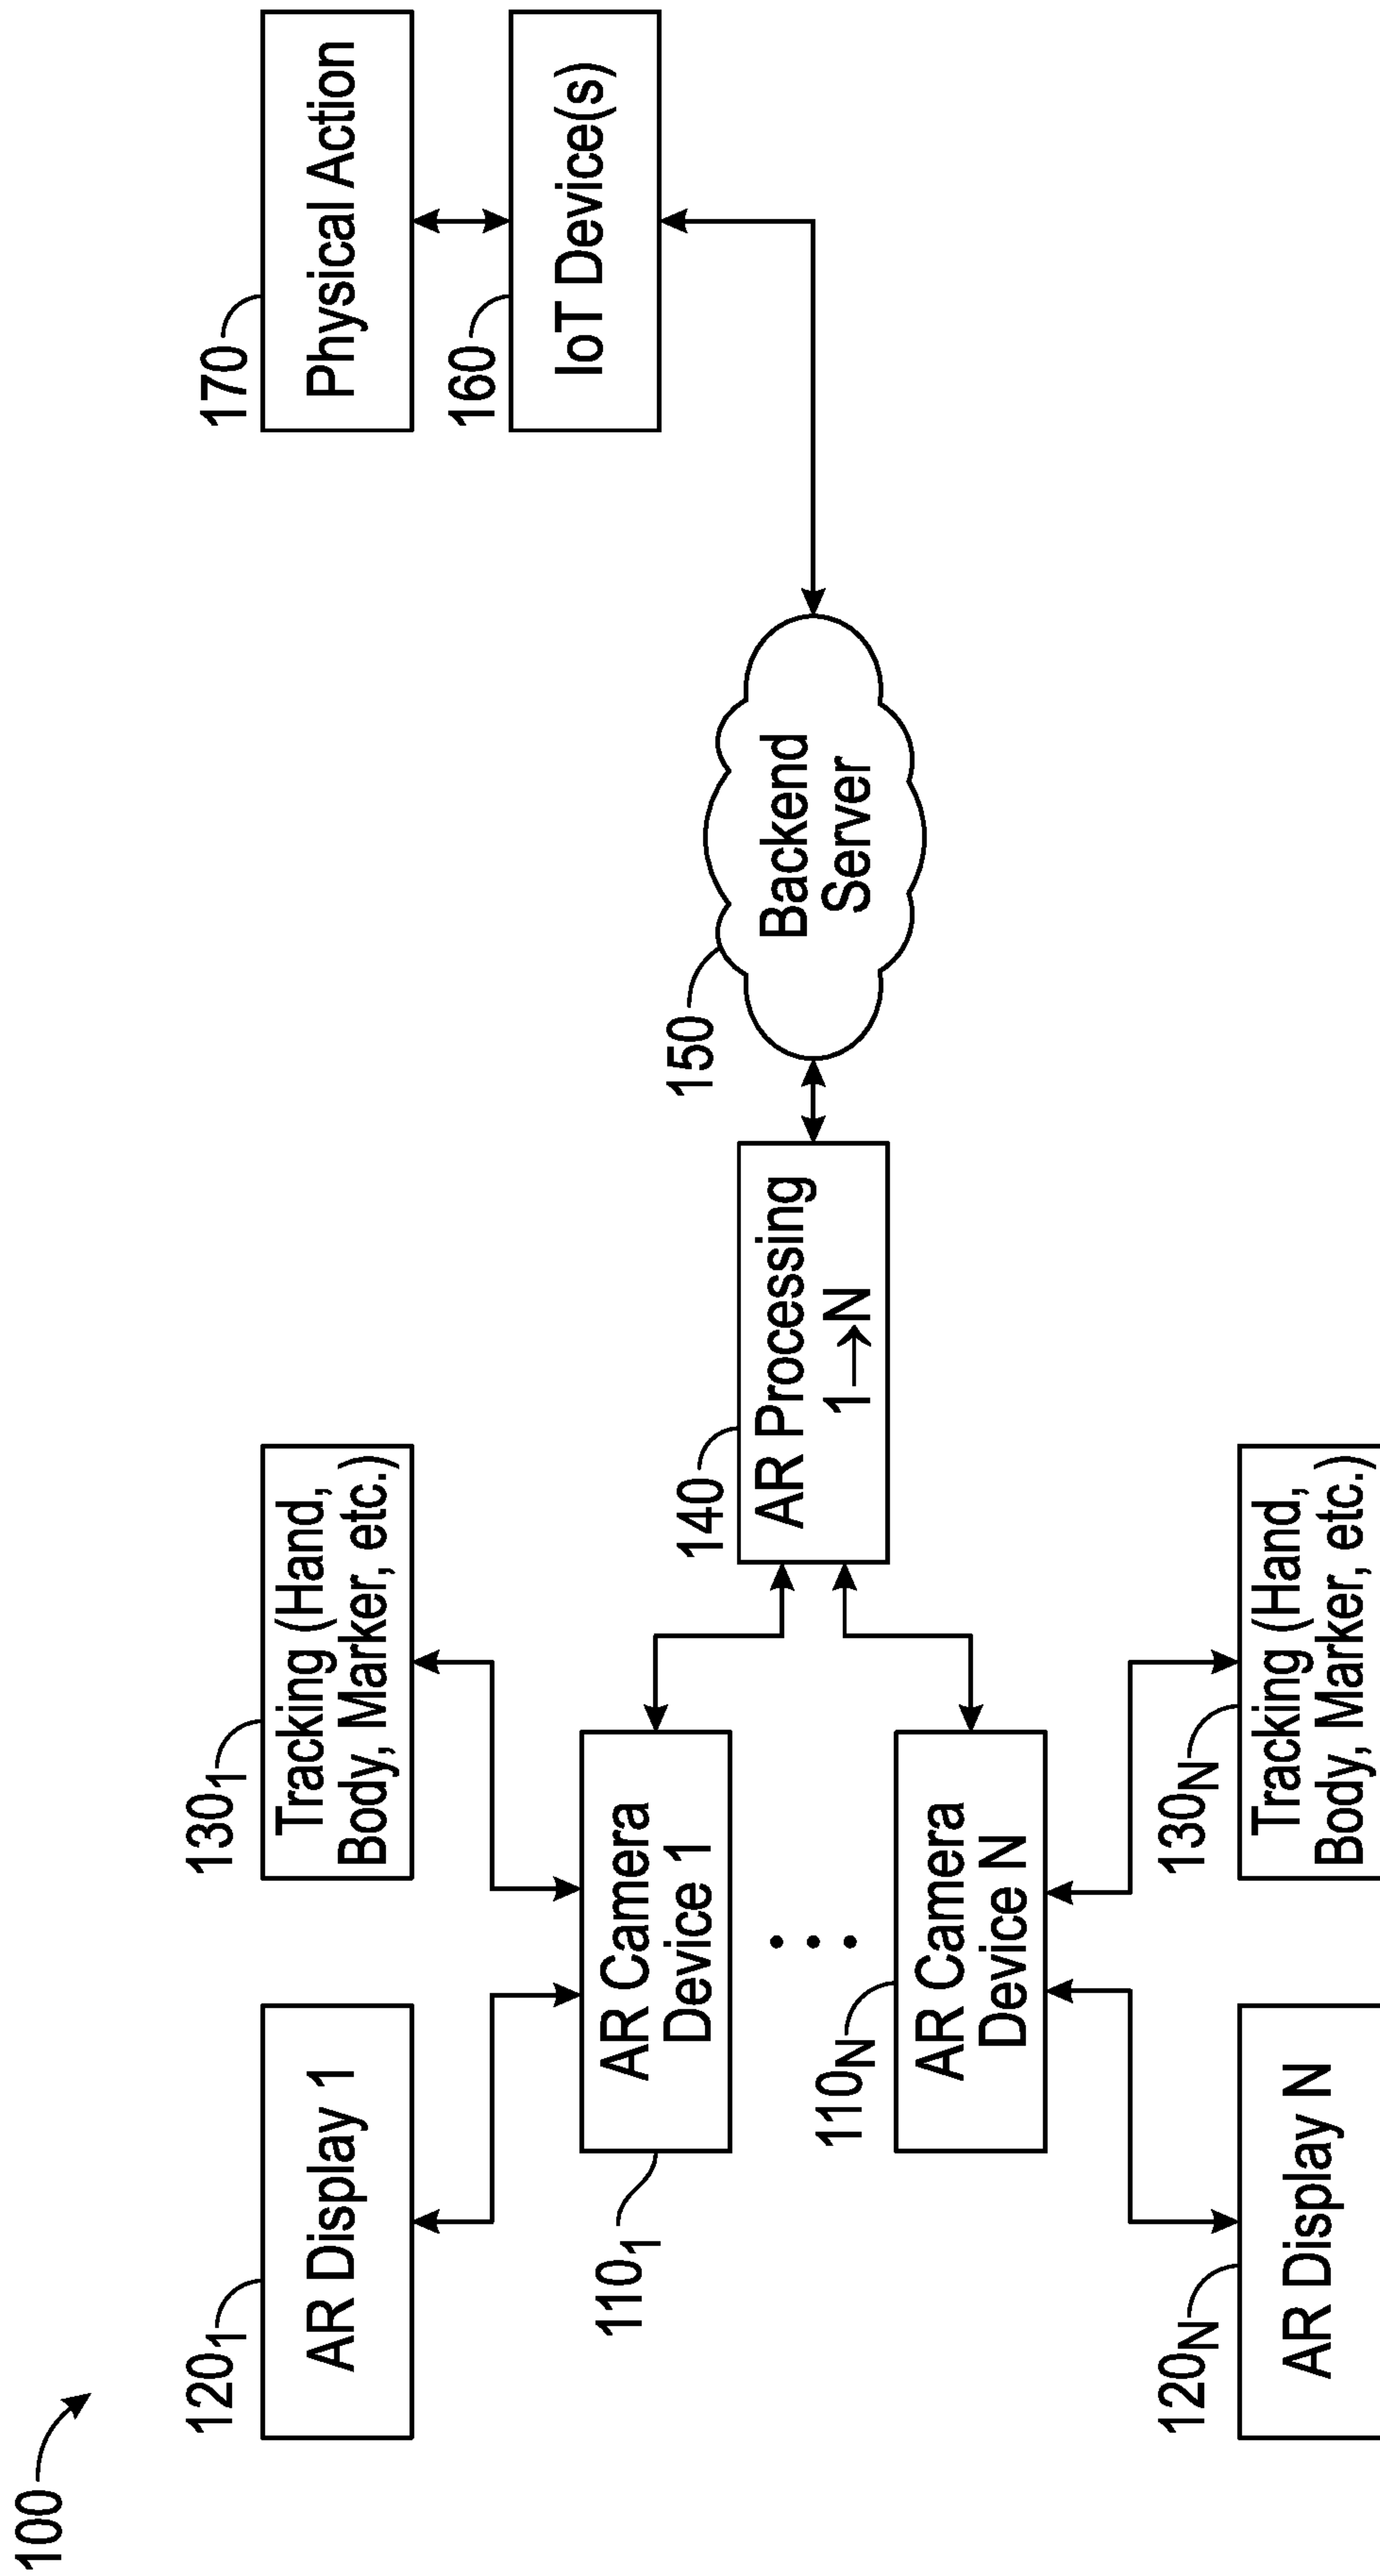 100
120₁
AR Display 1
130₁
Tracking (Hand,
Body, Marker, etc.)
170
Physical Action
160
IoT Device(s)
110₁
AR Camera
Device 1
140
AR Processing
1→N
150
Backend
Server
110N
AR Camera
Device N
120N
AR Display N
130N
Tracking (Hand,
Body, Marker, etc.)